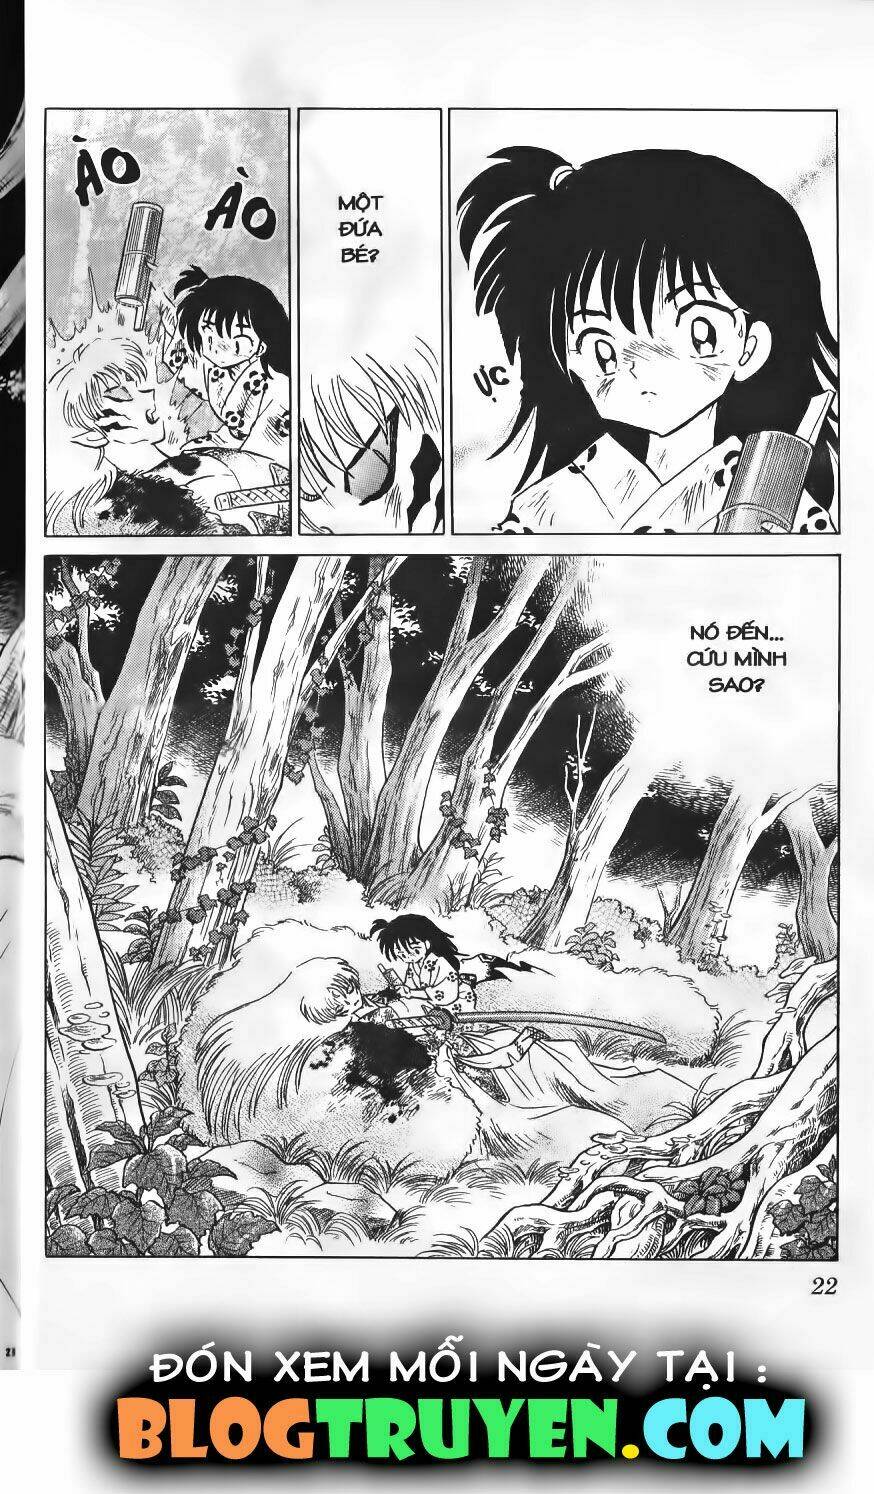 ÀO
ÀO
MỘT
ĐỨA
BÉ?
ỰC
NÓ ĐẾN...
CỨU MÌNH
SAO?
22
21
ĐÓN XEM MỖI NGÀY TẠI :
BLOGTRUYEN.COM